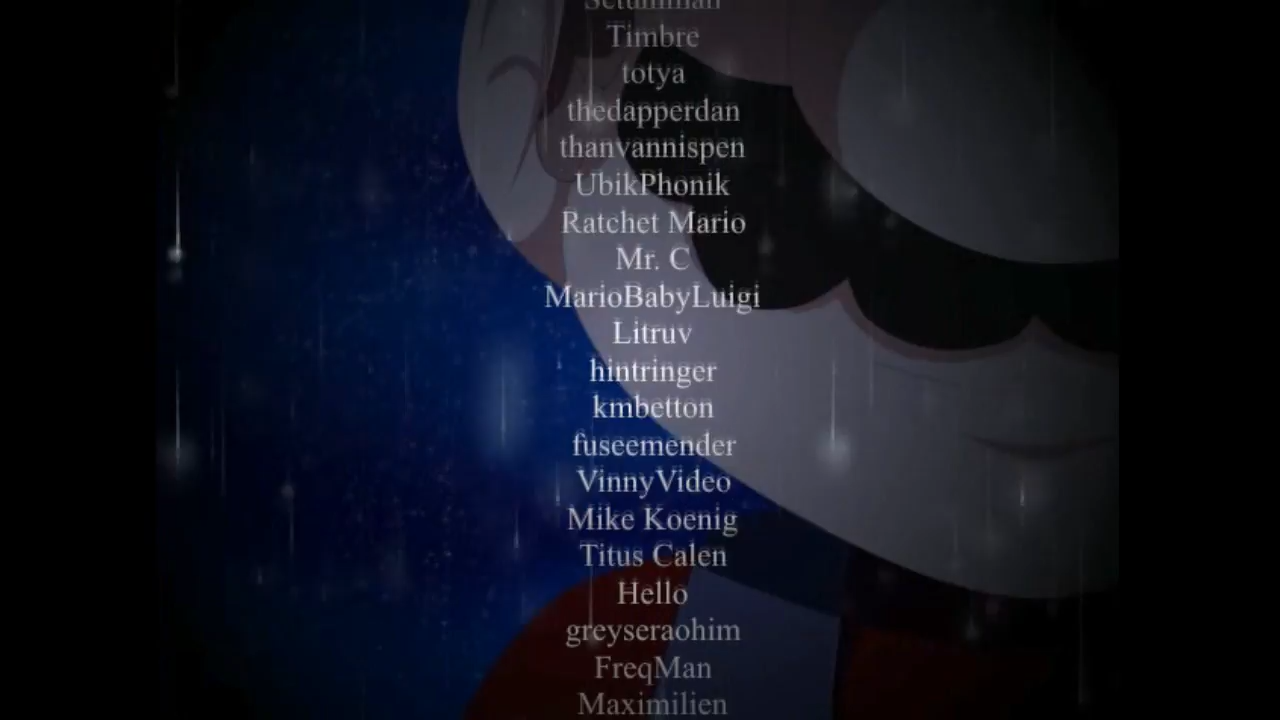 Timbre
totya
thedapperdan
thanvannispen
UbikPhonik
Ratchet Mario
Mr. C
MarioBabyLuigi
Litruv
hintringer
kmbetton
fuseemender
VinnyVideo
Mike Koenig
Titus Calen
Hello
greyseraohim
FreqMan
Maximilien